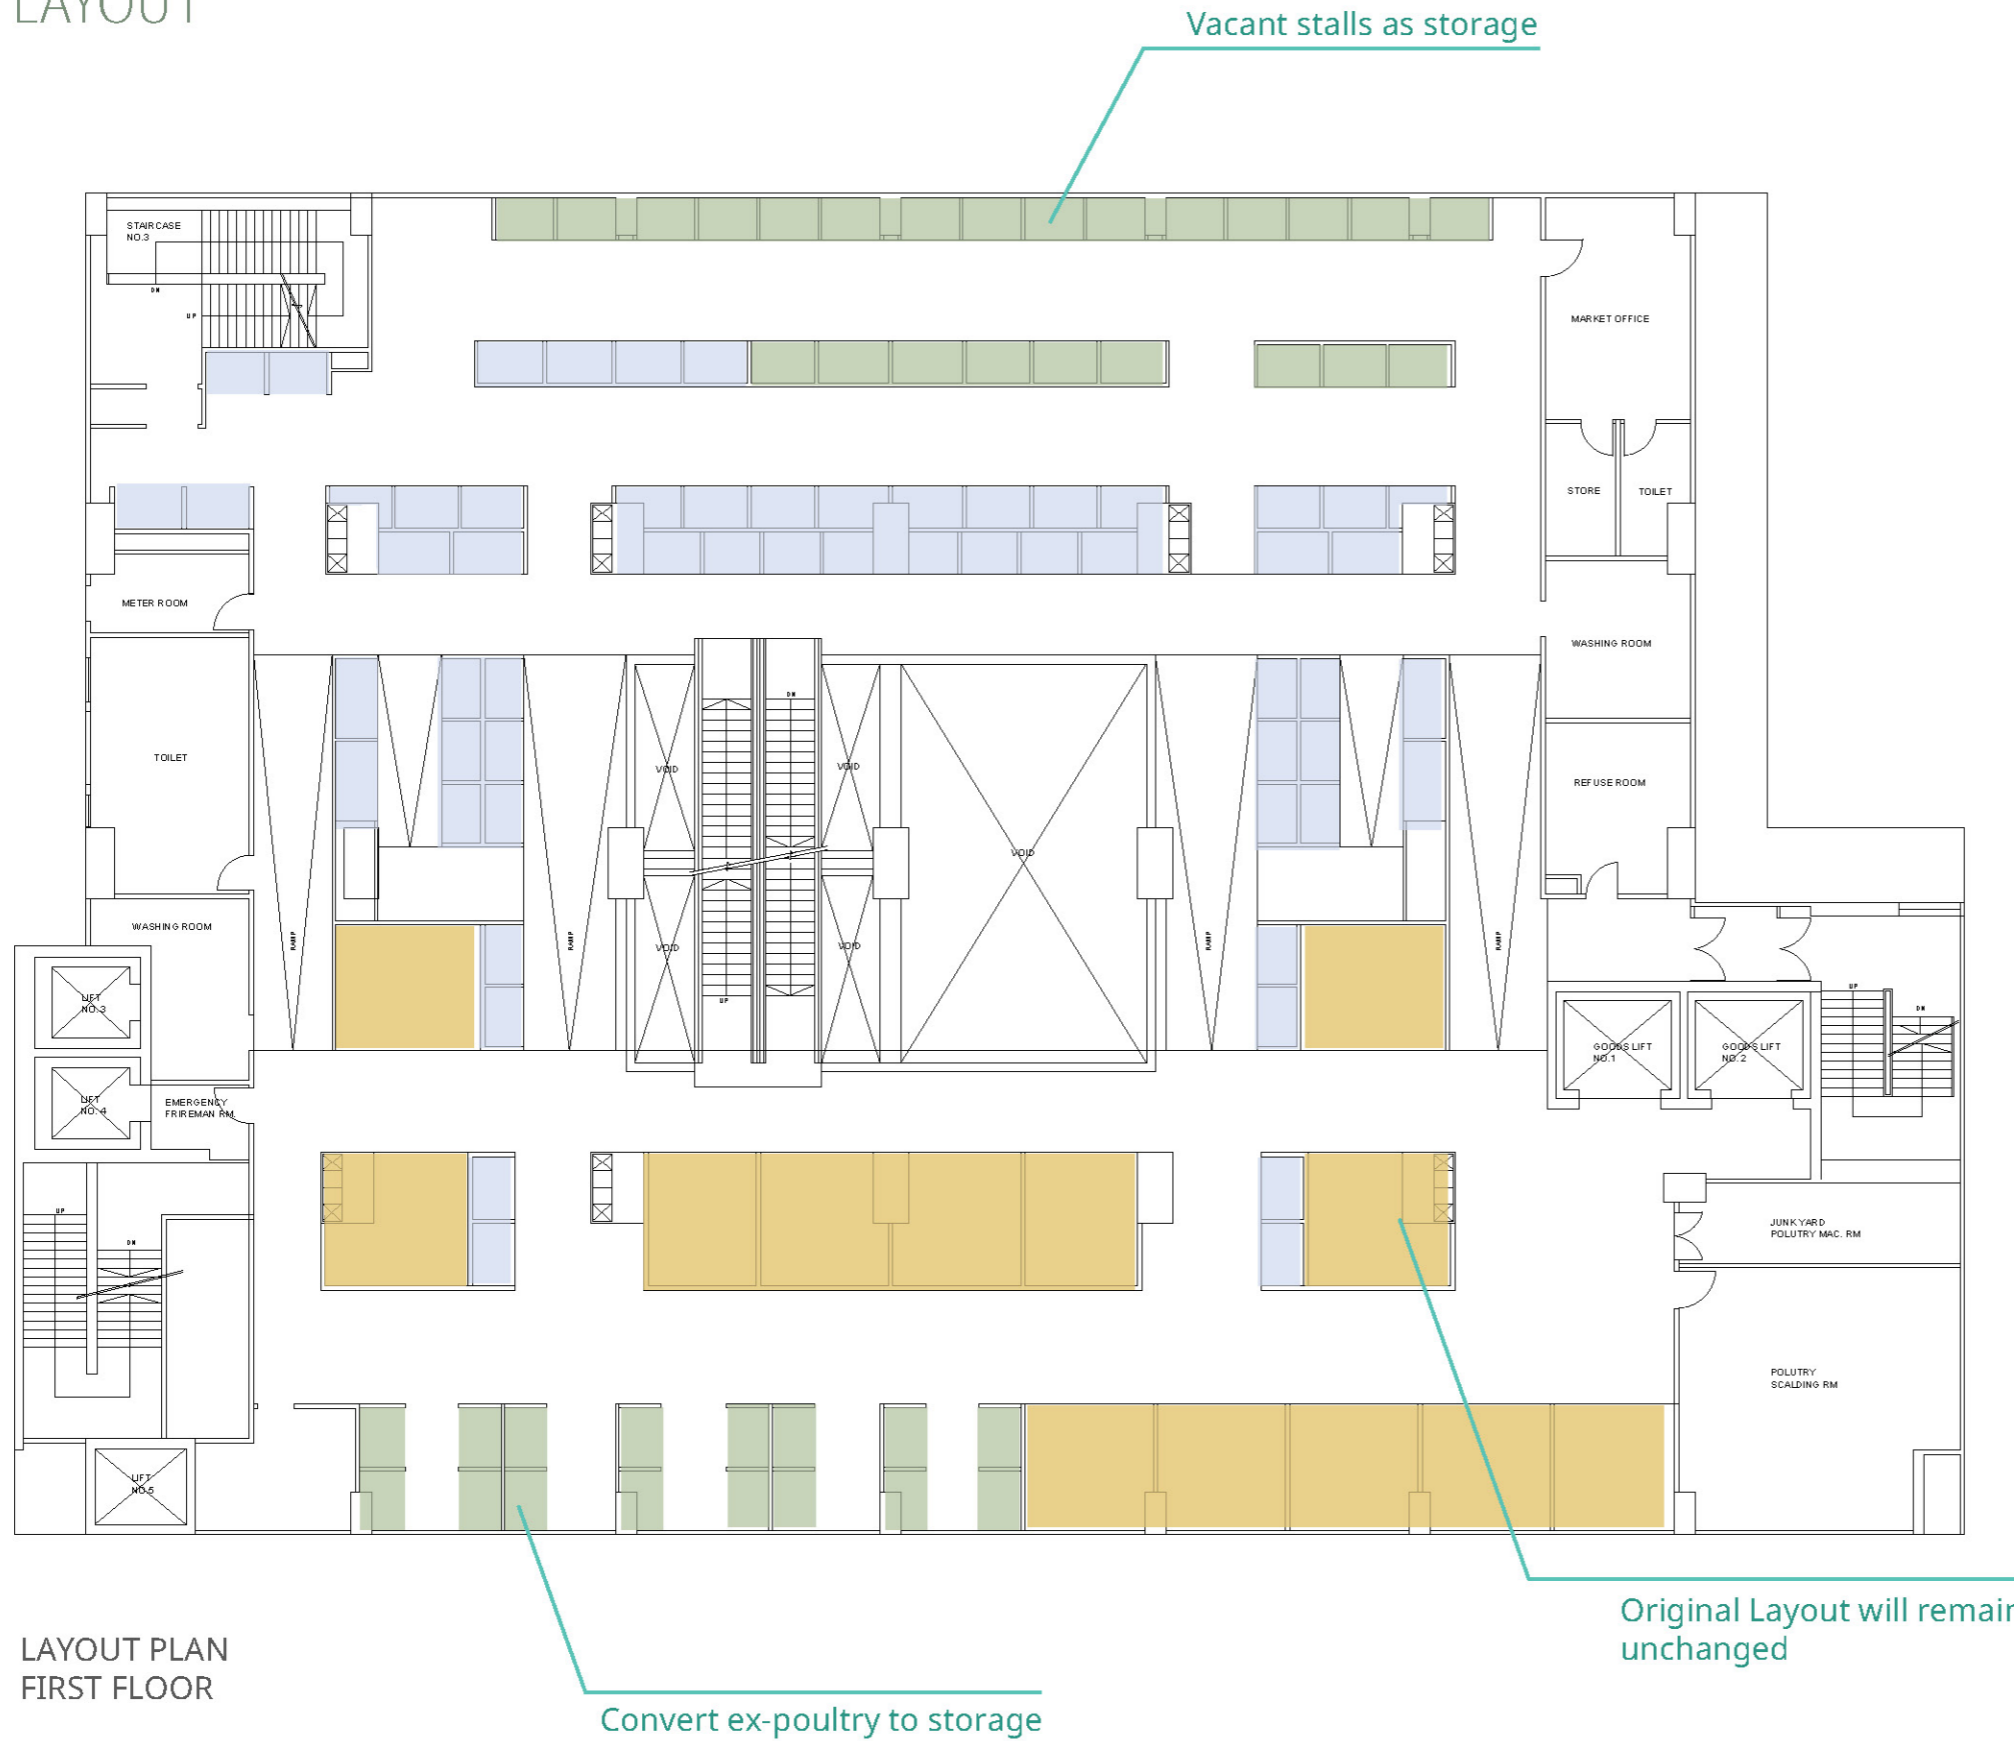 LAYOUT
Vacant stalls as storage
STAIRCASE
NO.3
DN
UP
MARKET OFFICE
STORE
TOILET
METER ROOM
WASHING ROOM
DN
TOILET
VOID
VOID
REFUSE ROOM
VOID
WASHING ROOM
RAMP
RAMP
VOID
VOID
RAMP
RAMP
UP
LIFT
NO.3
UP
DN
GOODS LIFT
NO.1
GOODS LIFT
NO.2
LIFT
NO.4
EMERGENCY
FRIREMAN RM.
UP
DN
JUNKYARD
POLUTRY MAC. RM
POLUTRY
SCALDING RM
LIFT
NO.5
Original Layout will remain
unchanged
LAYOUT PLAN
FIRST FLOOR
Convert ex-poultry to storage